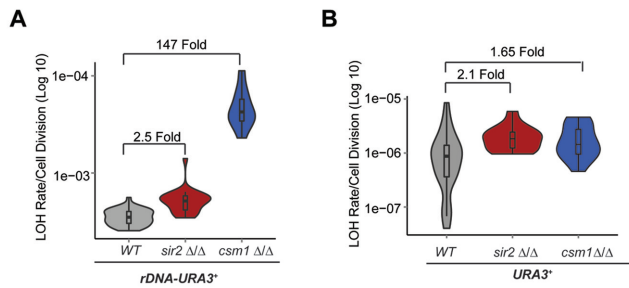 A
LOH Rate/Cell Division (Log 10)
147 Fold
2.5 Fold
1e-04
1e-03
WT
sir2 Δ/Δ
csm1 Δ/Δ
rDNA-URA3⁺
B
LOH Rate/Cell Division (Log 10)
1.65 Fold
2.1 Fold
1e-05
1e-06
1e-07
WT
sir2 Δ/Δ
csm1Δ/Δ
URA3⁺